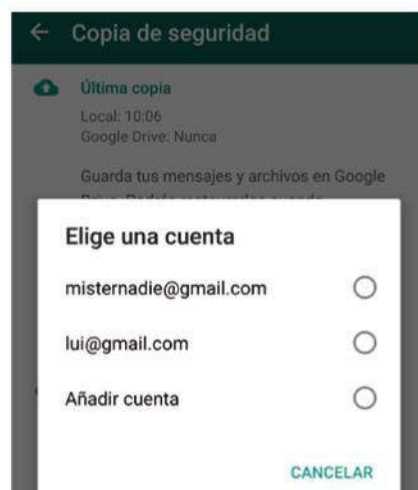 Copia de seguridad
Última copia
Local: 10:06
Google Drive: Nunca
Guarda tus mensajes y archivos en Google
Elige una cuenta
misternadie@gmail.com
lui@gmail.com
Añadir cuenta
CANCELAR